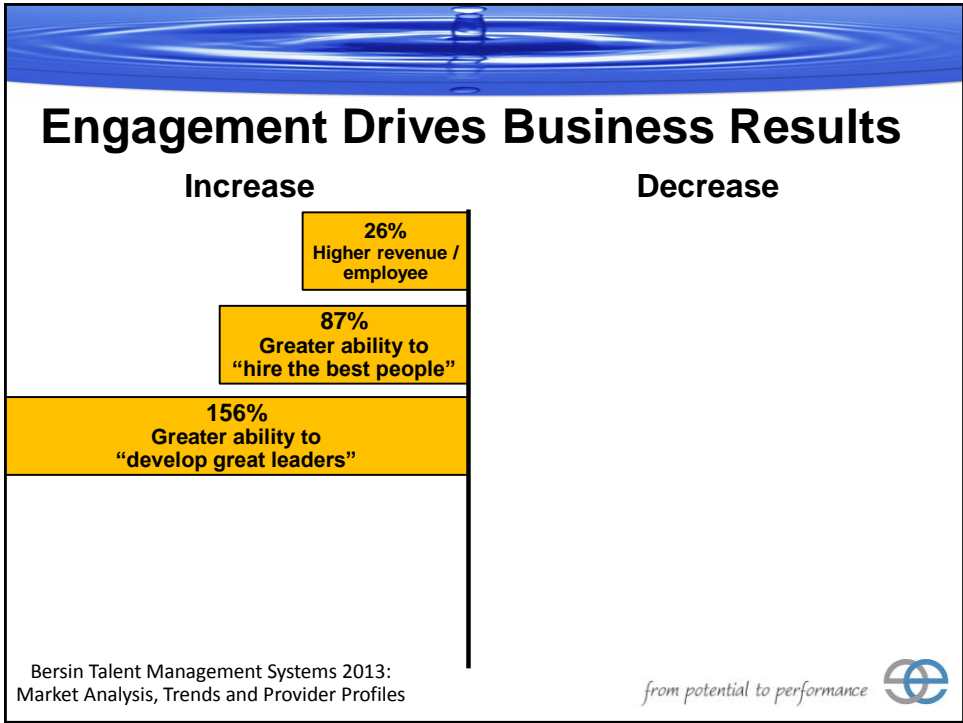 Engagement Drives Business Results
Increase
Decrease
26%
Higher revenue /
employee
87%
Greater ability to
“hire the best people”
156%
Greater ability to
“develop great leaders”
Bersin Talent Management Systems 2013:
Market Analysis, Trends and Provider Profiles
from potential to performance